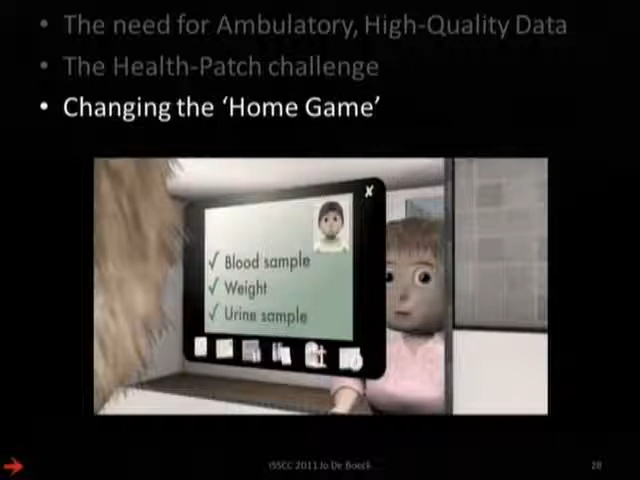 • The need for Ambulatory, High-Quality Data
• The Health-Patch challenge
• Changing the ‘Home Game’
x
✓ Blood sample
✓ Weight
✓ Urine sample
ISSCC 2011 Jo De Boeck
28